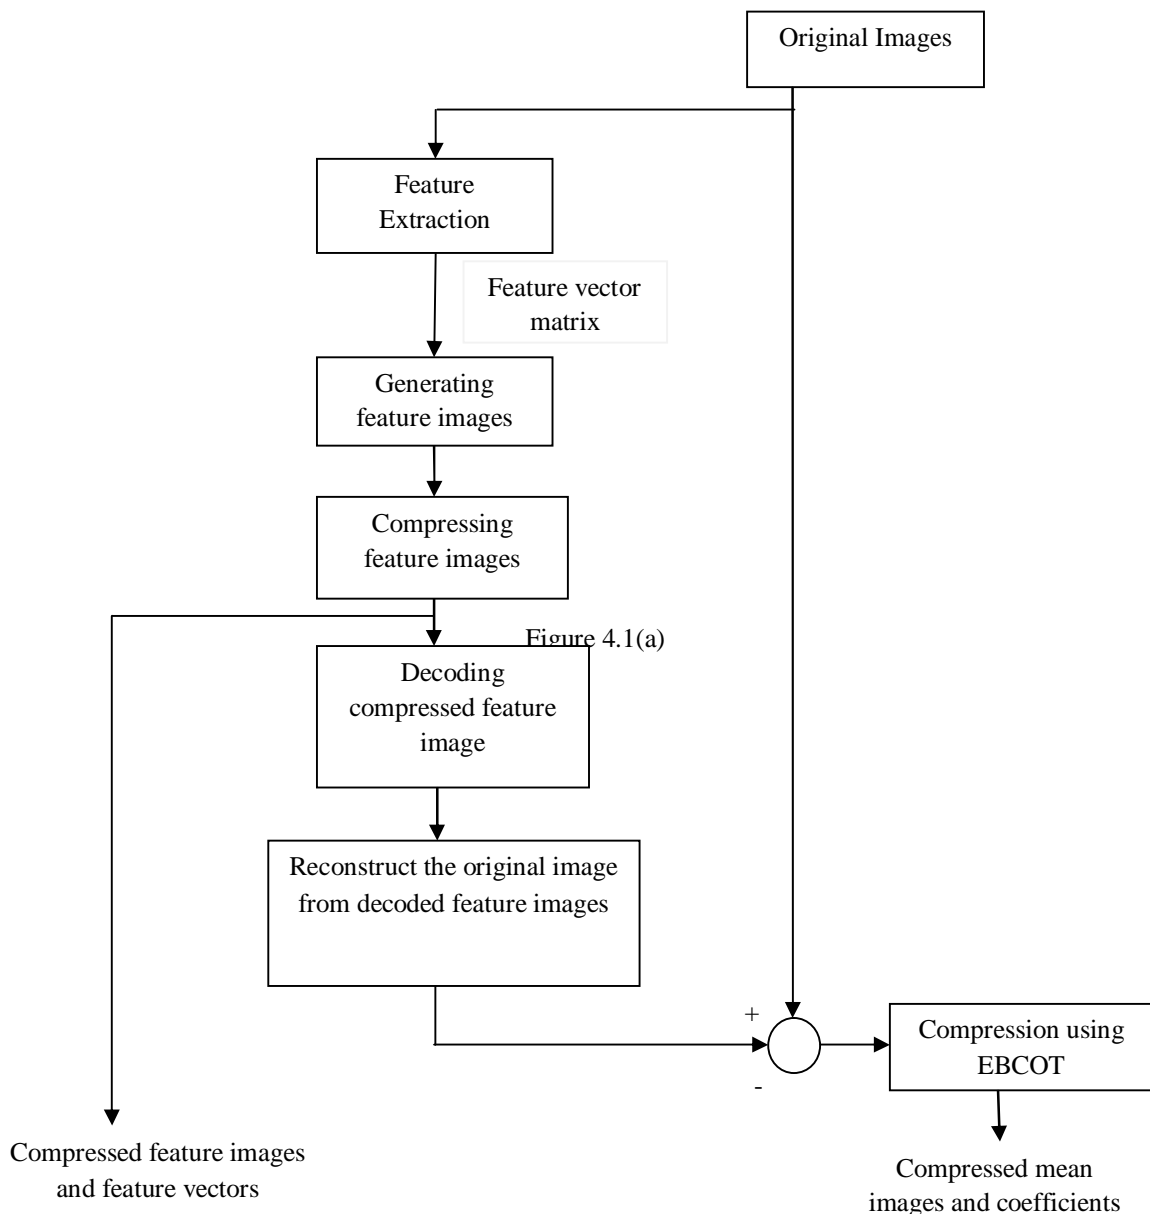 Original Images
Feature
Extraction
Feature vector
matrix
Generating
feature images
Compressing
feature images
Figure 4.1(a)
Decoding
compressed feature
image
Reconstruct the original image
from decoded feature images
+
-
Compression using
EBCOT
Compressed feature images
and feature vectors
Compressed mean
images and coefficients